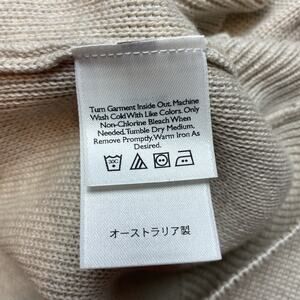 Turn Garment Inside Out. Machine
Wash Cold With Like Colors. Only
Non-Chlorine Bleach When
Needed. Tumble Dry Medium.
Remove Promptly. Warm Iron As
Desired.
30C
オーストラリア製